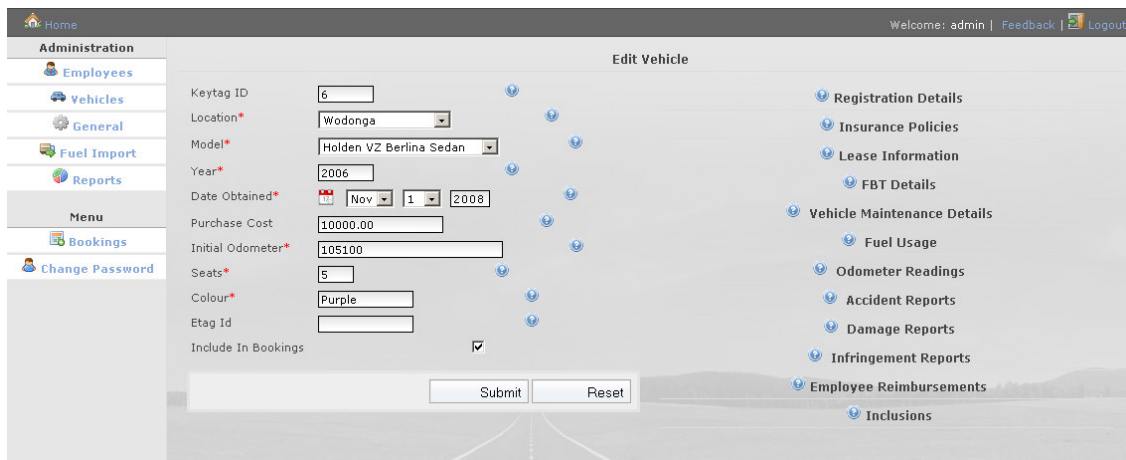 Home
Welcome: admin | Feedback | Logout
Administration
Employees
Vehicles
General
Fuel Import
Reports
Menu
Bookings
Change Password
Edit Vehicle
Keytag ID 6
Location* Wodonga
Model* Holden VZ Berlina Sedan
Year* 2006
Date Obtained* Nov 1 2008
Purchase Cost 10000.00
Initial Odometer* 105100
Seats* 5
Colour* Purple
Etag Id
Include In Bookings
Submit Reset
Registration Details
Insurance Policies
Lease Information
FBT Details
Vehicle Maintenance Details
Fuel Usage
Odometer Readings
Accident Reports
Damage Reports
Infringement Reports
Employee Reimbursements
Inclusions